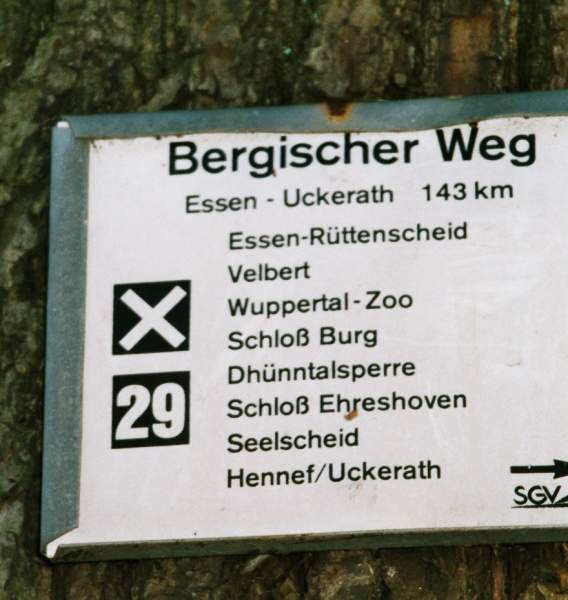 Bergischer Weg
Essen - Uckerath 143 km
Essen-Rüttenscheid
Velbert
Wuppertal-Zoo
Schloß Burg
Dhünntalsperre
29
Schloß Ehreshoven
Seelscheid
Hennef/Uckerath
SGV